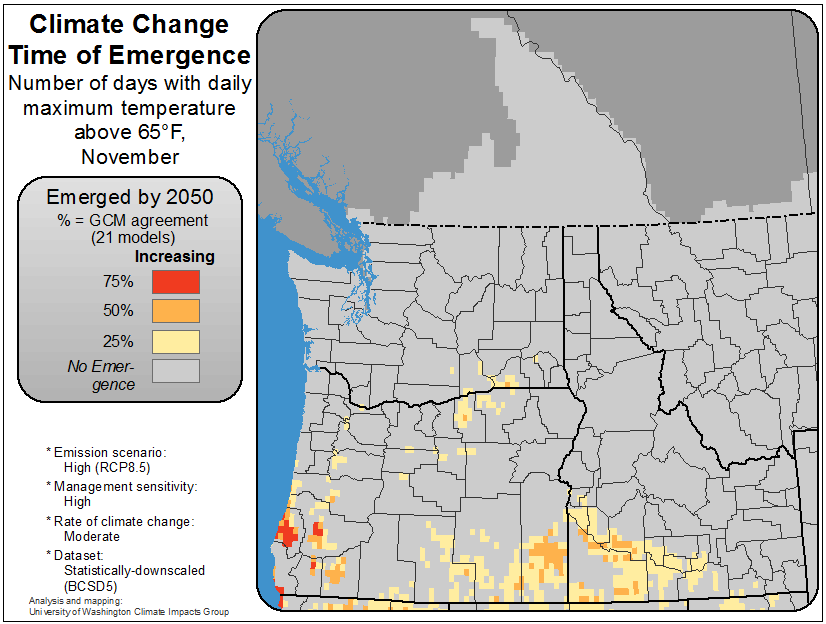 Climate Change
Time of Emergence
Number of days with daily
maximum temperature
above 65°F,
November
Emerged by 2050
% = GCM agreement
(21 models)
Increasing
75%
50%
25%
No Emer-
gence
* Emission scenario:
High (RCP8.5)
* Management sensitivity:
High
* Rate of climate change:
Moderate
* Dataset:
Statistically-downscaled
(BCSD5)
Analysis and mapping:
University of Washington Climate Impacts Group